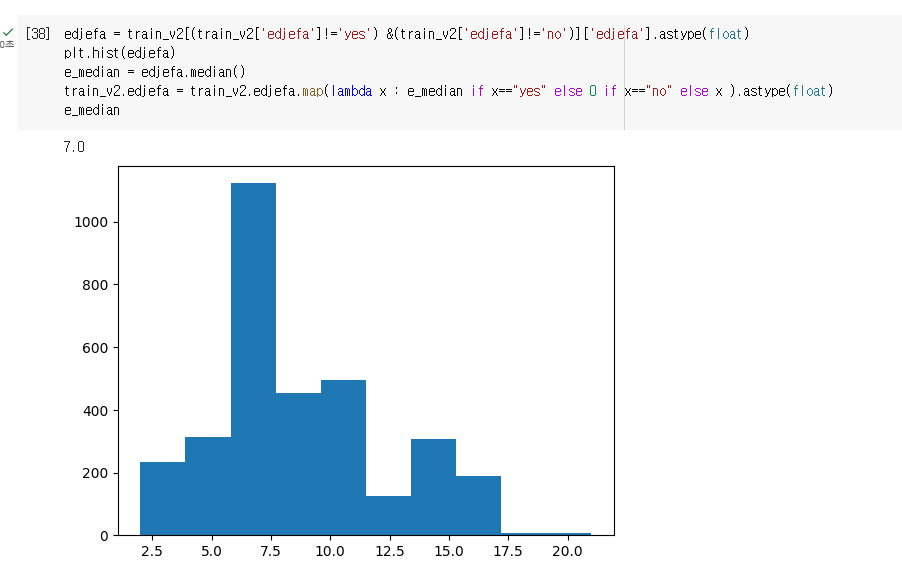 [38] edjefa = train_v2[(train_v2['edjefa']!='yes') &(train_v2['edjefa']!='no')]['edjefa'].astype(float)
0초 plt.hist(edjefa)
e_median = edjefa.median()
train_v2.edjefa = train_v2.edjefa.map(lambda x : e_median if x=="yes" else 0 if x=="no" else x ).astype(float)
e_median
7.0
1000
800
600
400
200
0
2.5 5.0 7.5 10.0 12.5 15.0 17.5 20.0